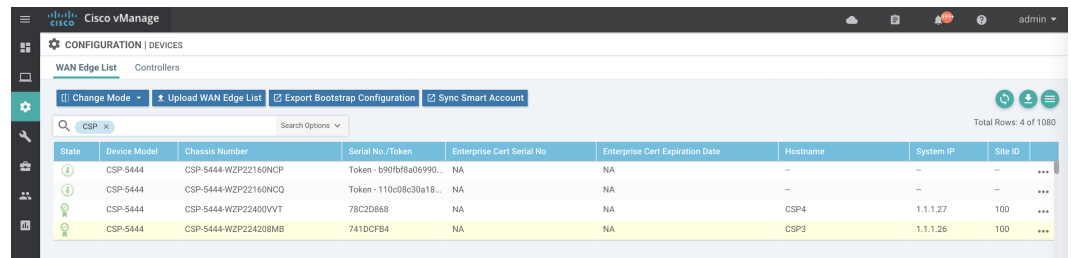 cisco Cisco vManage admin
CONFIGURATION | DEVICES
WAN Edge List Controllers
Change Mode Upload WAN Edge List Export Bootstrap Configuration Sync Smart Account
CSP × Search Options
Total Rows: 4 of 1080
State Device Model Chassis Number Serial No./Token Enterprise Cert Serial No Enterprise Cert Expiration Date Hostname System IP Site ID
CSP-5444 CSP-5444-WZP22160NCP Token - b90fbf8a06990... NA NA -- -- -- ...
CSP-5444 CSP-5444-WZP22160NCQ Token - 110c08c30a18... NA NA -- -- -- ...
CSP-5444 CSP-5444-WZP22400VVT 78C2D868 NA NA CSP4 1.1.1.27 100 ...
CSP-5444 CSP-5444-WZP224208MB 741DCFB4 NA NA CSP3 1.1.1.26 100 ...